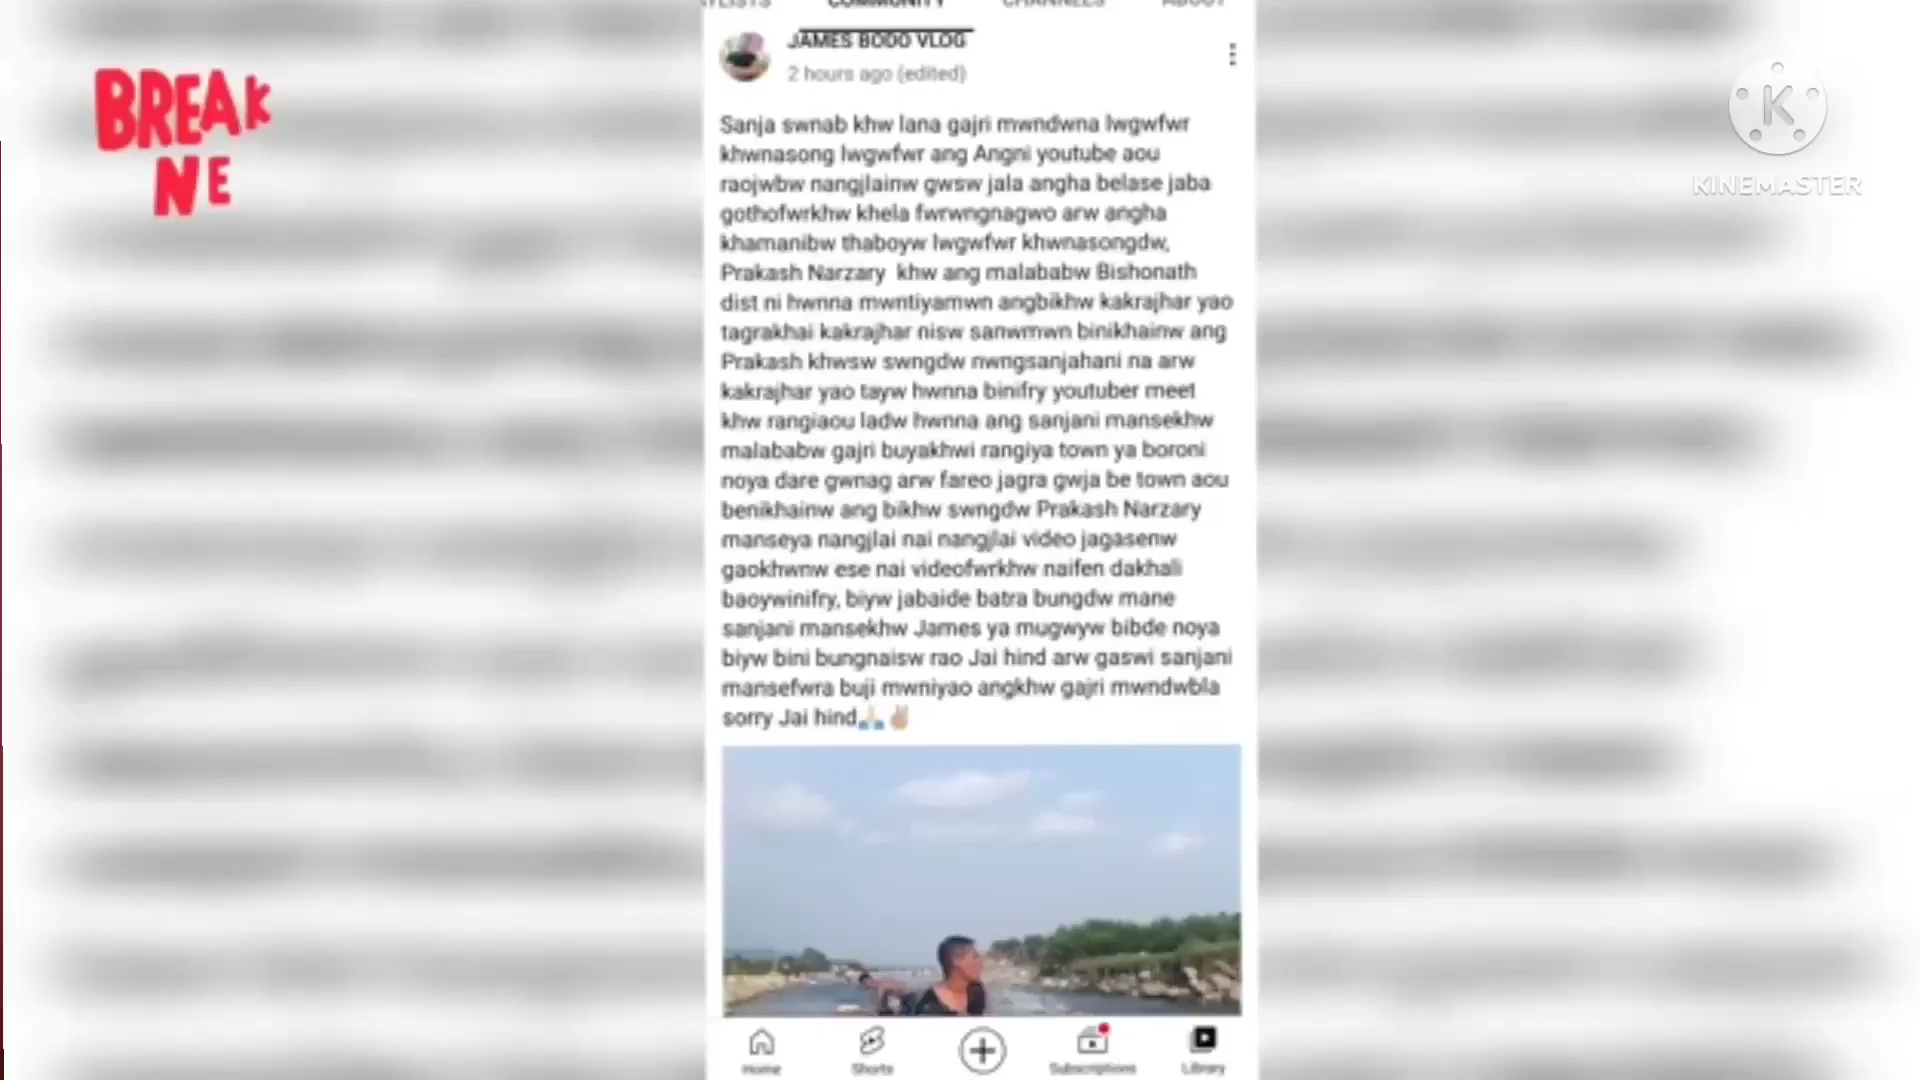 COMMUNITY
CHANNELS
ABOUT
BREAK
NE
JAMES BODO VLOG
2 hours ago (edited)
KINEMASTER
Sanja swnab khw lana gajri mwndwna lwgwfwr
khwnasong lwgwfwr ang Angni youtube aou
raojwbw nangjlainw gwsw jala angha belase jaba
gothofwrkhw khela fwrwngnagwo arw angha
khamanibw thaboyw lwgwfwr khwnasongdw,
Prakash Narzary khw ang malababw Bishonath
dist ni hwnna mwntiyamwn angbikhw kakrajhar yao
tagrakhai kakrajhar nisw sanwmwn binikhainw ang
Prakash khwsw swngdw nwngsanjahani na arw
kakrajhar yao tayw hwnna binifry youtuber meet
khw rangiaou ladw hwnna ang sanjani mansekhw
malababw gajri buyakhwi rangiya town ya boroni
noya dare gwnag arw fareo jagra gwja be town aou
benikhainw ang bikhw swngdw Prakash Narzary
manseya nangjlai nai nangjlai video jagasenw
gaokhwnw ese nai videofwrkhw naifen dakhali
baoywinifry, biyw jabaide batra bungdw mane
sanjani mansekhw James ya mugwyw bibde noya
biyw bini bungnaisw rao Jai hind arw gaswi sanjani
mansefwra buji mwniyao angkhw gajri mwndwbla
sorry Jai hind🙏🏻✌🏼
Home
Shorts
Subscriptions
Library